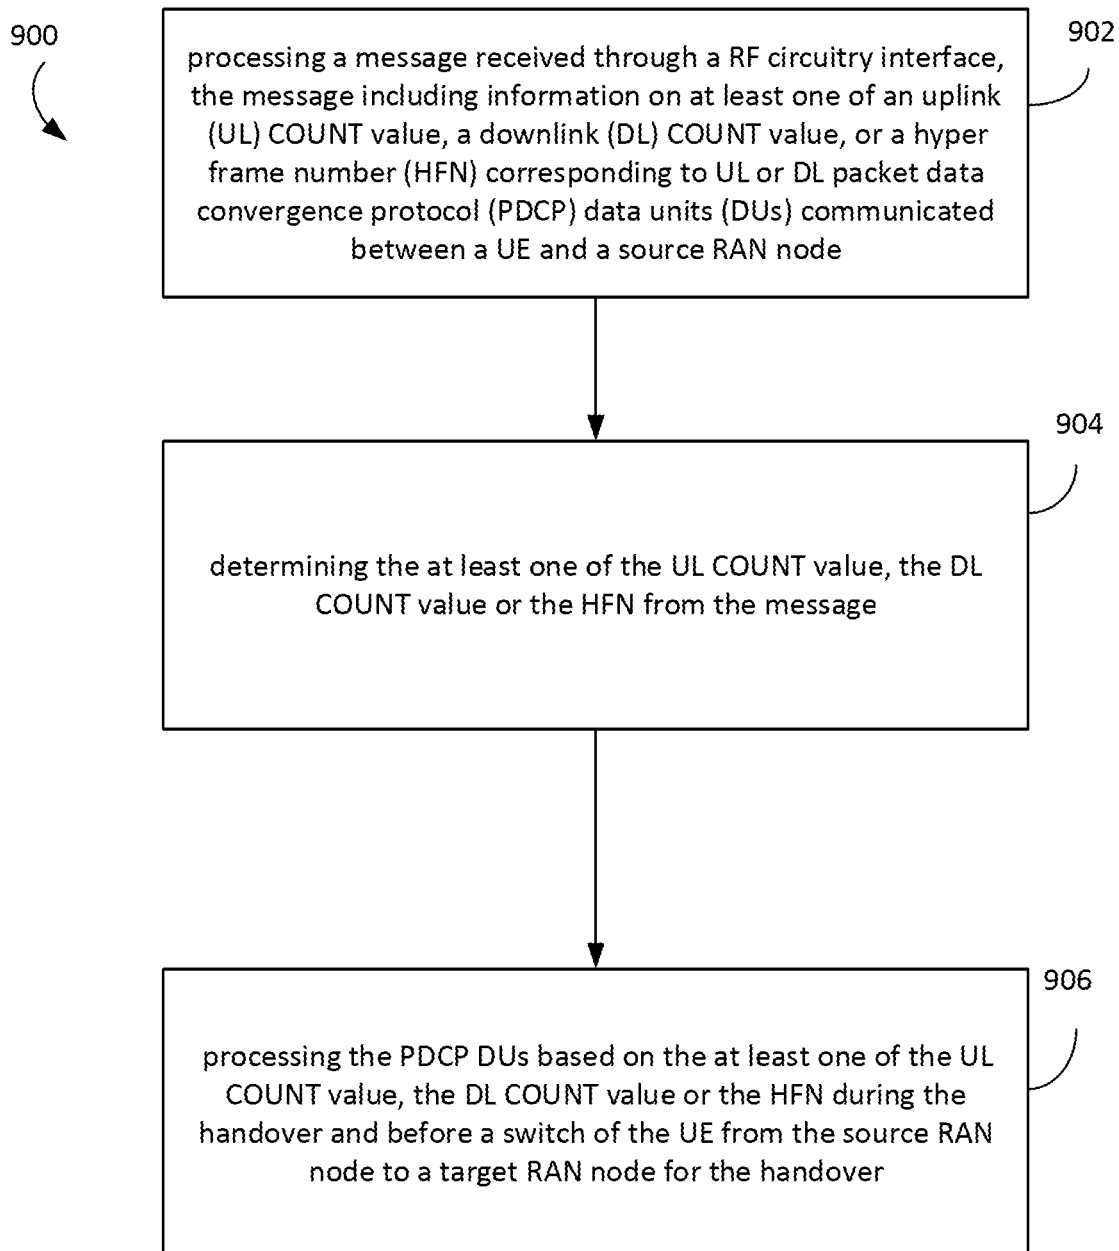 900
902
processing a message received through a RF circuitry interface,
the message including information on at least one of an uplink
(UL) COUNT value, a downlink (DL) COUNT value, or a hyper
frame number (HFN) corresponding to UL or DL packet data
convergence protocol (PDCP) data units (DUs) communicated
between a UE and a source RAN node
904
determining the at least one of the UL COUNT value, the DL
COUNT value or the HFN from the message
906
processing the PDCP DUs based on the at least one of the UL
COUNT value, the DL COUNT value or the HFN during the
handover and before a switch of the UE from the source RAN
node to a target RAN node for the handover